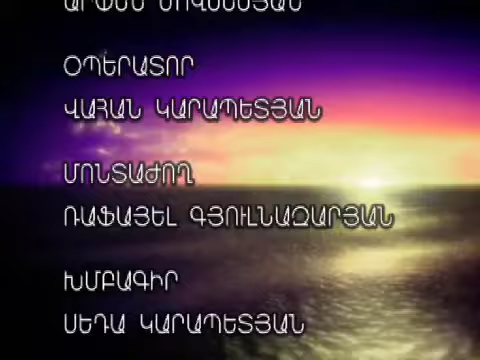 ՕՊԵՐԱՏՈՐ
ՎԱՀԱՆ ԿԱՐԱՊԵՏՅԱՆ
ՄՈՆՏԱԺՈՂ
ՌԱՖԱՅԵԼ ԳՅՈՒԼՆԱԶԱՐՅԱՆ
ԽՄԲԱԳԻՐ
ՍԵԴԱ ԿԱՐԱՊԵՏՅԱՆ